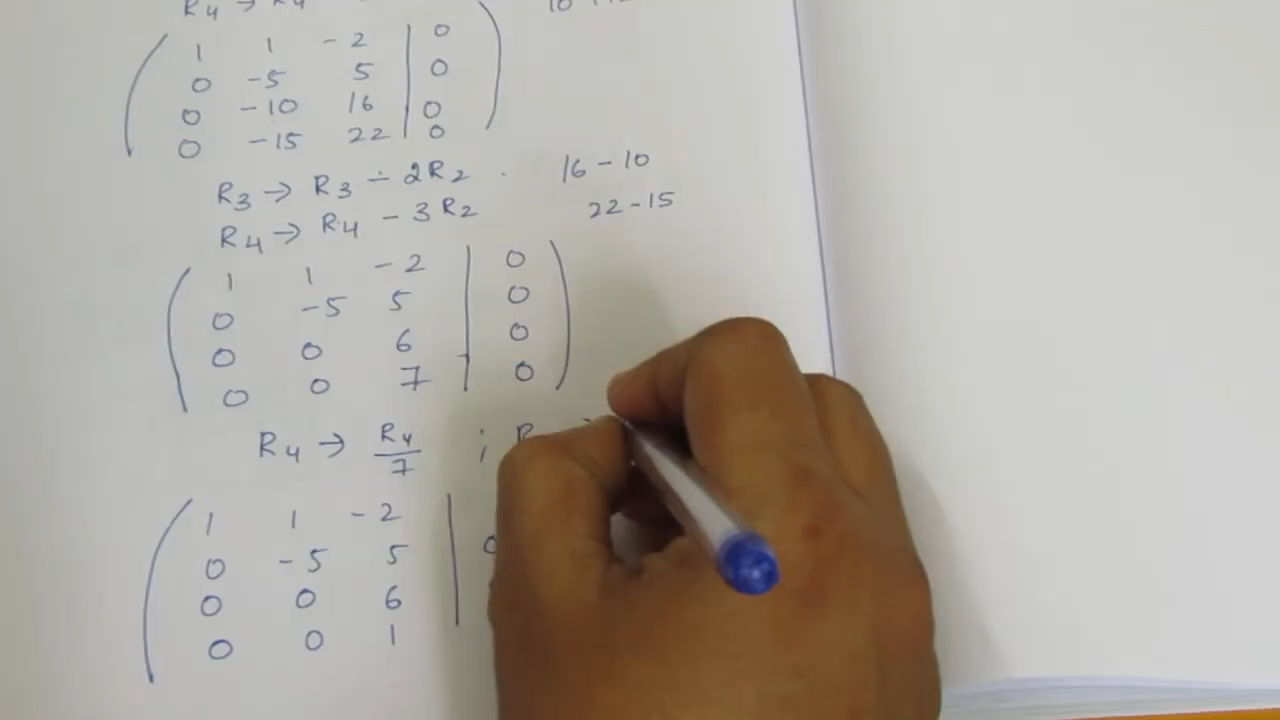 R4 → R4
1 1 -2 | 0
0 -5 5 | 0
0 -10 16 | 0
0 -15 22 | 0
R3 → R3 - 2R2 16 - 10
R4 → R4 - 3R2 22 - 15
1 1 -2 | 0
0 -5 5 | 0
0 0 6 | 0
0 0 7 | 0
R4 → R4/7 ; R
1 1 -2 |
0 -5 5 | 0
0 0 6 |
0 0 1